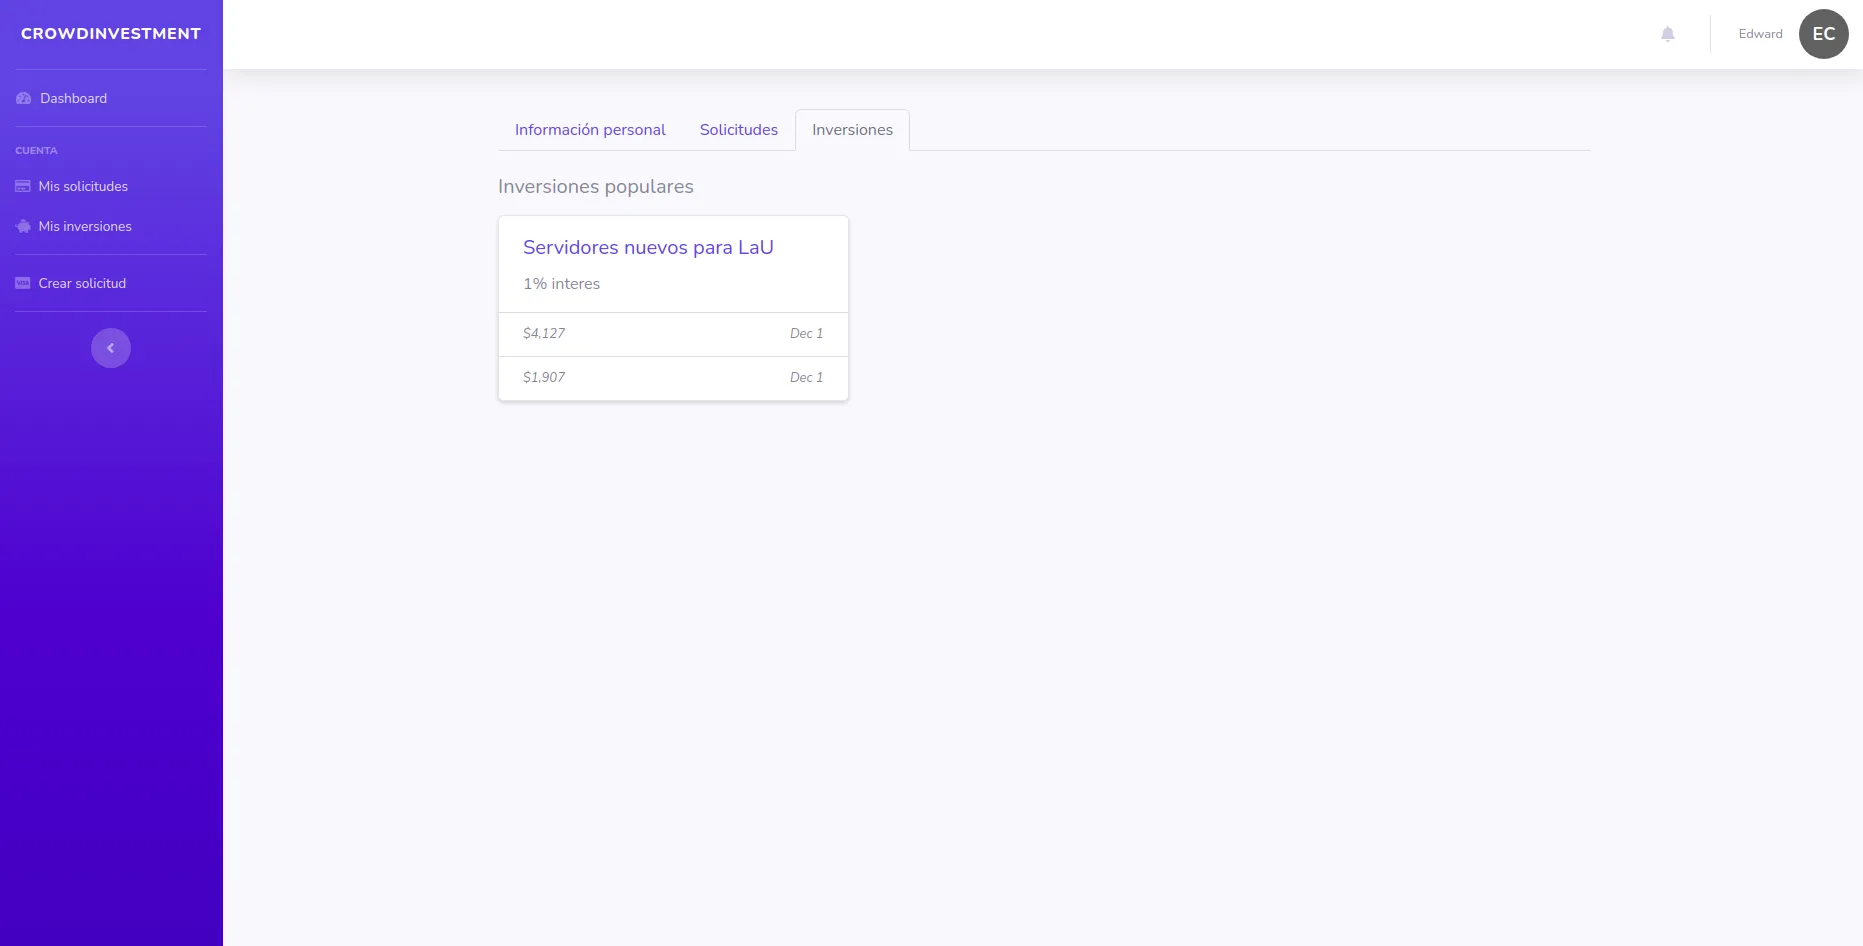 CROWDINVESTMENT
Dashboard
CUENTA
Mis solicitudes
Mis inversiones
VISA Crear solicitud
Edward EC
Información personal Solicitudes Inversiones
Inversiones populares
Servidores nuevos para LaU
1% interes
$4,127 Dec 1
$1,907 Dec 1